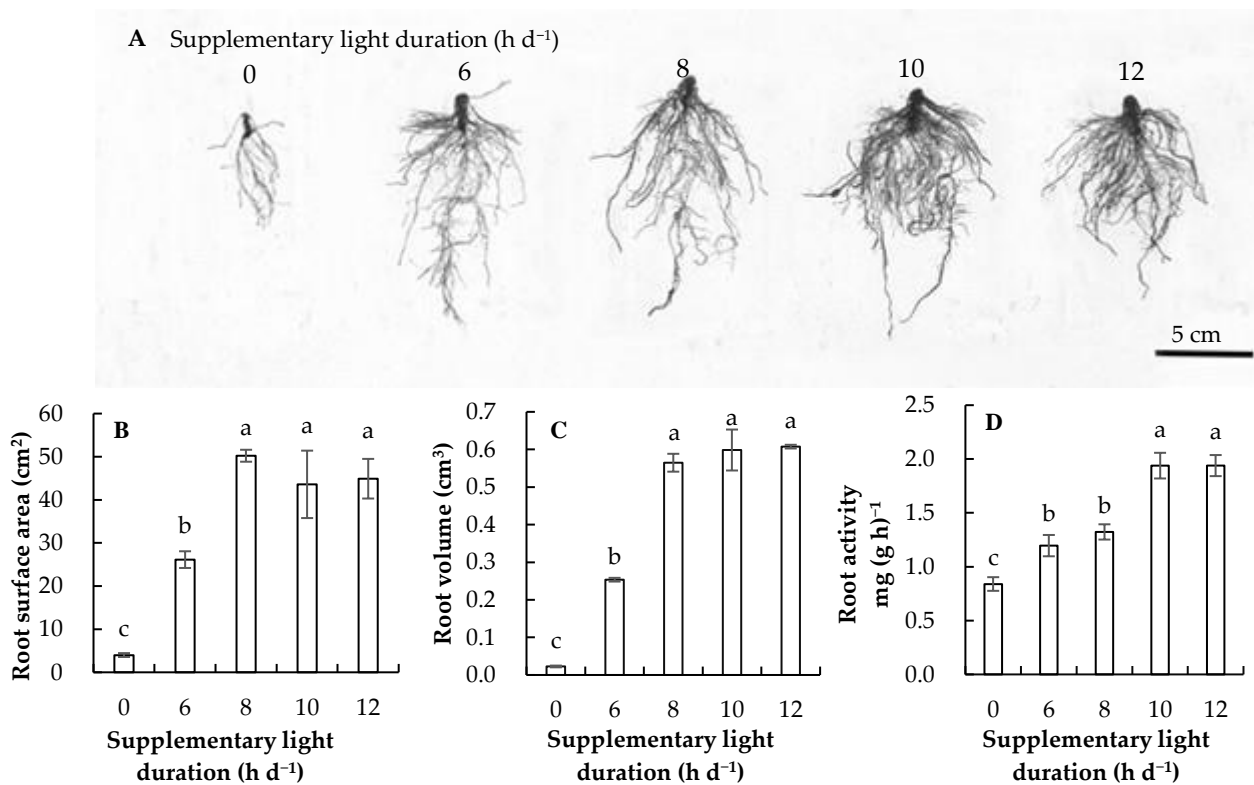 A Supplementary light duration (h d⁻¹)
0 6 8 10 12
5 cm
B
Root surface area (cm²)
60
50
40
30
20
10
0
c b a a a
0 6 8 10 12
Supplementary light
duration (h d⁻¹)
C
Root volume (cm³)
0.7
0.6
0.5
0.4
0.3
0.2
0.1
0.0
c b a a a
0 6 8 10 12
Supplementary light
duration (h d⁻¹)
D
Root activity
mg (g h)⁻¹
2.5
2.0
1.5
1.0
0.5
0.0
c b b a a
0 6 8 10 12
Supplementary light
duration (h d⁻¹)